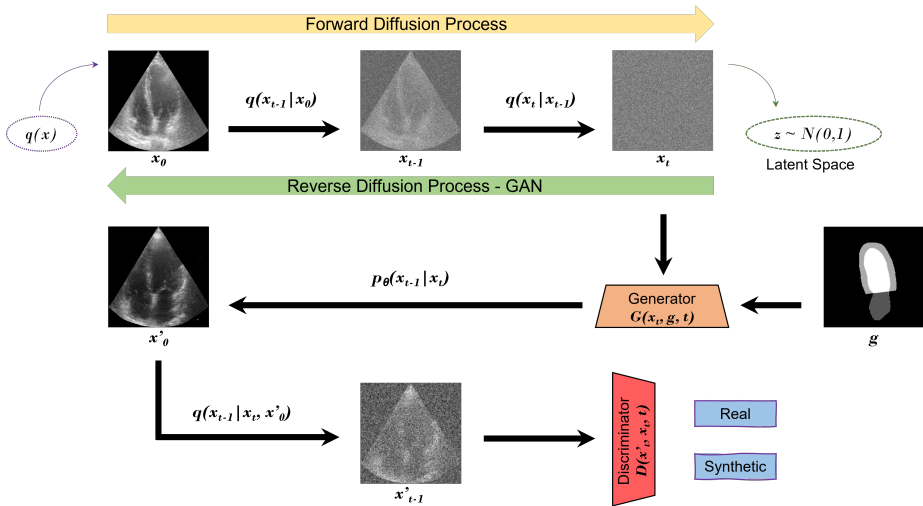 Forward Diffusion Process
q(x)
q(x_{t-1}|x_0)
q(x_t|x_{t-1})
z ~ N(0,1)
x_0
x_{t-1}
x_t
Latent Space
Reverse Diffusion Process - GAN
p_θ(x_{t-1}|x_t)
Generator
G(x_t, g, t)
x'_0
g
q(x_{t-1}|x_t, x'_0)
Discriminator
D(x'_t, x_t, t)
Real
Synthetic
x'_{t-1}